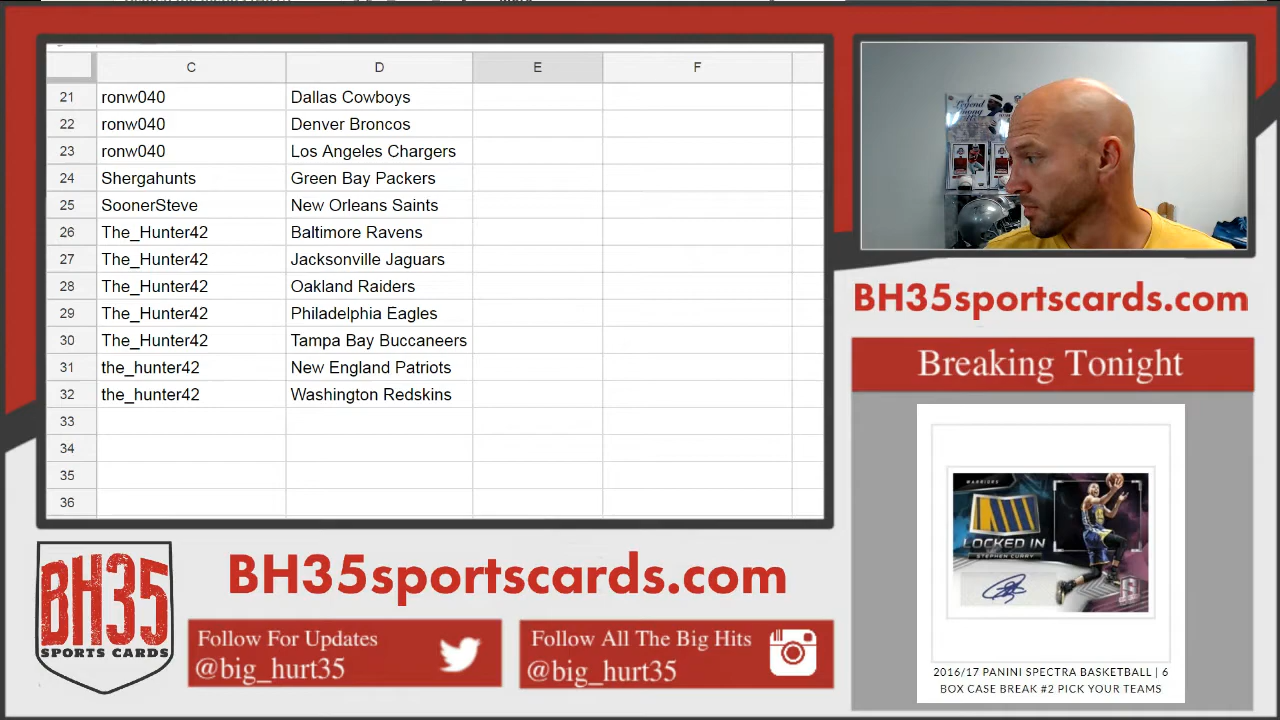 C D E F
21 ronw040 Dallas Cowboys
22 ronw040 Denver Broncos
23 ronw040 Los Angeles Chargers
24 Shergahunts Green Bay Packers
25 SoonerSteve New Orleans Saints
26 The_Hunter42 Baltimore Ravens
27 The_Hunter42 Jacksonville Jaguars
28 The_Hunter42 Oakland Raiders
29 The_Hunter42 Philadelphia Eagles
30 The_Hunter42 Tampa Bay Buccaneers
31 the_hunter42 New England Patriots
32 the_hunter42 Washington Redskins
33
34
35
36
BH35sportscards.com
Breaking Tonight
WARRIORS
LOCKED IN
STEPHEN CURRY
2016/17 PANINI SPECTRA BASKETBALL | 6
BOX CASE BREAK #2 PICK YOUR TEAMS
BH35
SPORTS CARDS
BH35sportscards.com
Follow For Updates
@big_hurt35
Follow All The Big Hits
@big_hurt35